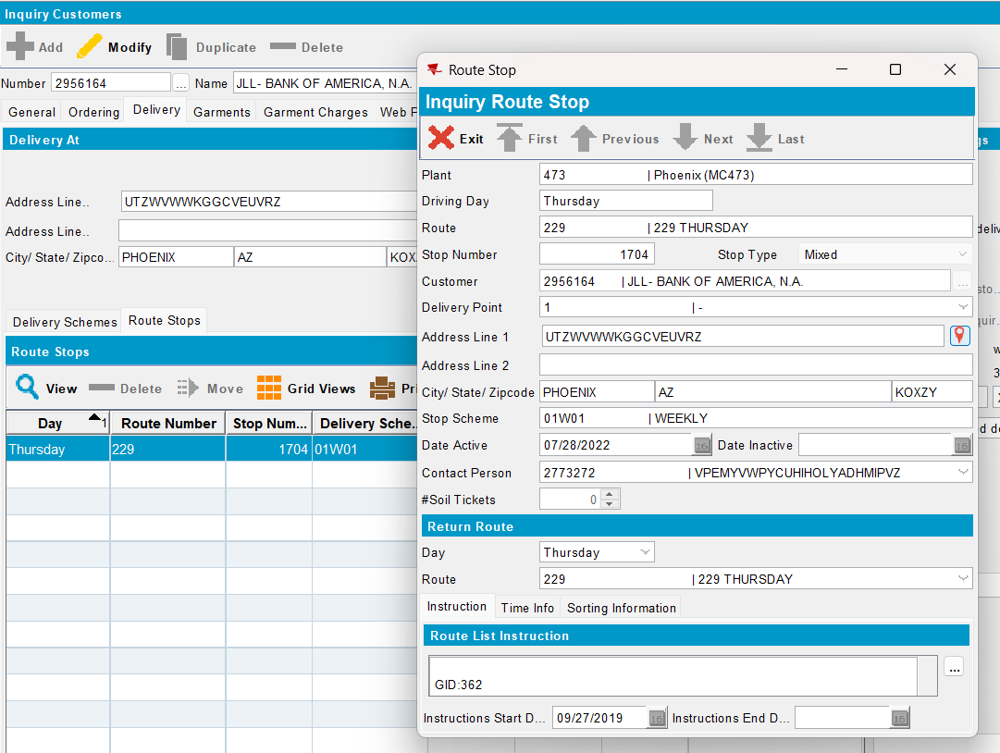 Inquiry Customers
Add Modify Duplicate Delete
Number 2956164 ... Name JLL- BANK OF AMERICA, N.A.
General Ordering Delivery Garments Garment Charges Web F
Delivery At
Address Line.. UTZWVWWKGGCVEUVRZ
Address Line..
City/ State/ Zipco... PHOENIX AZ KOX
Delivery Schemes Route Stops
Route Stops
View Delete Move Grid Views Pri
Day 1 Route Number Stop Num... Delivery Sche..
Thursday 229 1704 01W01
Route Stop
Inquiry Route Stop
Exit First Previous Next Last
Plant 473 | Phoenix (MC473)
Driving Day Thursday
Route 229 | 229 THURSDAY
Stop Number 1704 Stop Type Mixed
Customer 2956164 | JLL- BANK OF AMERICA, N.A. ...
Delivery Point 1 | -
Address Line 1 UTZWVWWKGGCVEUVRZ
Address Line 2
City/ State/ Zipcode PHOENIX AZ KOXZY
Stop Scheme 01W01 | WEEKLY
Date Active 07/28/2022 16 Date Inactive 16
Contact Person 2773272 | VPEMYVWPYCUHIHOLYADHMIPVZ
#Soil Tickets 0
Return Route
Day Thursday
Route 229 | 229 THURSDAY
Instruction Time Info Sorting Information
Route List Instruction
GID:362 ...
Instructions Start D... 09/27/2019 16 Instructions End D... 16
gs
deliv
sto..
quir.
w
3
d de